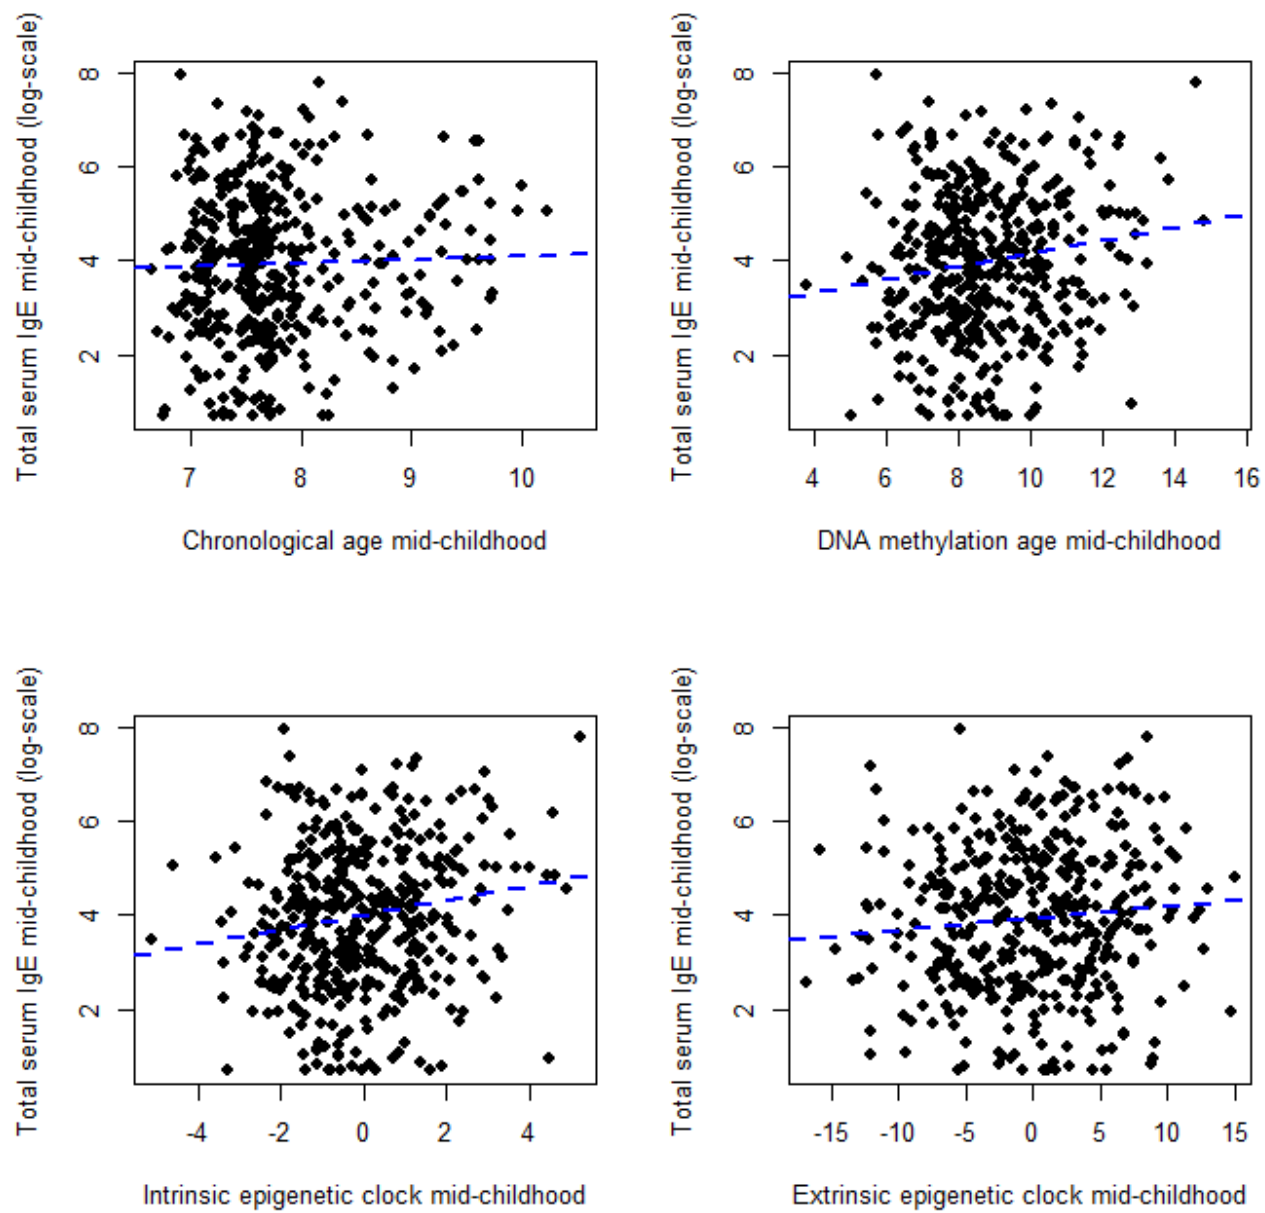 Total serum IgE mid-childhood (log-scale)
8
6
4
2
7 8 9 10
Chronological age mid-childhood
Total serum IgE mid-childhood (log-scale)
8
6
4
2
4 6 8 10 12 14 16
DNA methylation age mid-childhood
Total serum IgE mid-childhood (log-scale)
8
6
4
2
-4 -2 0 2 4
Intrinsic epigenetic clock mid-childhood
Total serum IgE mid-childhood (log-scale)
8
6
4
2
-15 -10 -5 0 5 10 15
Extrinsic epigenetic clock mid-childhood